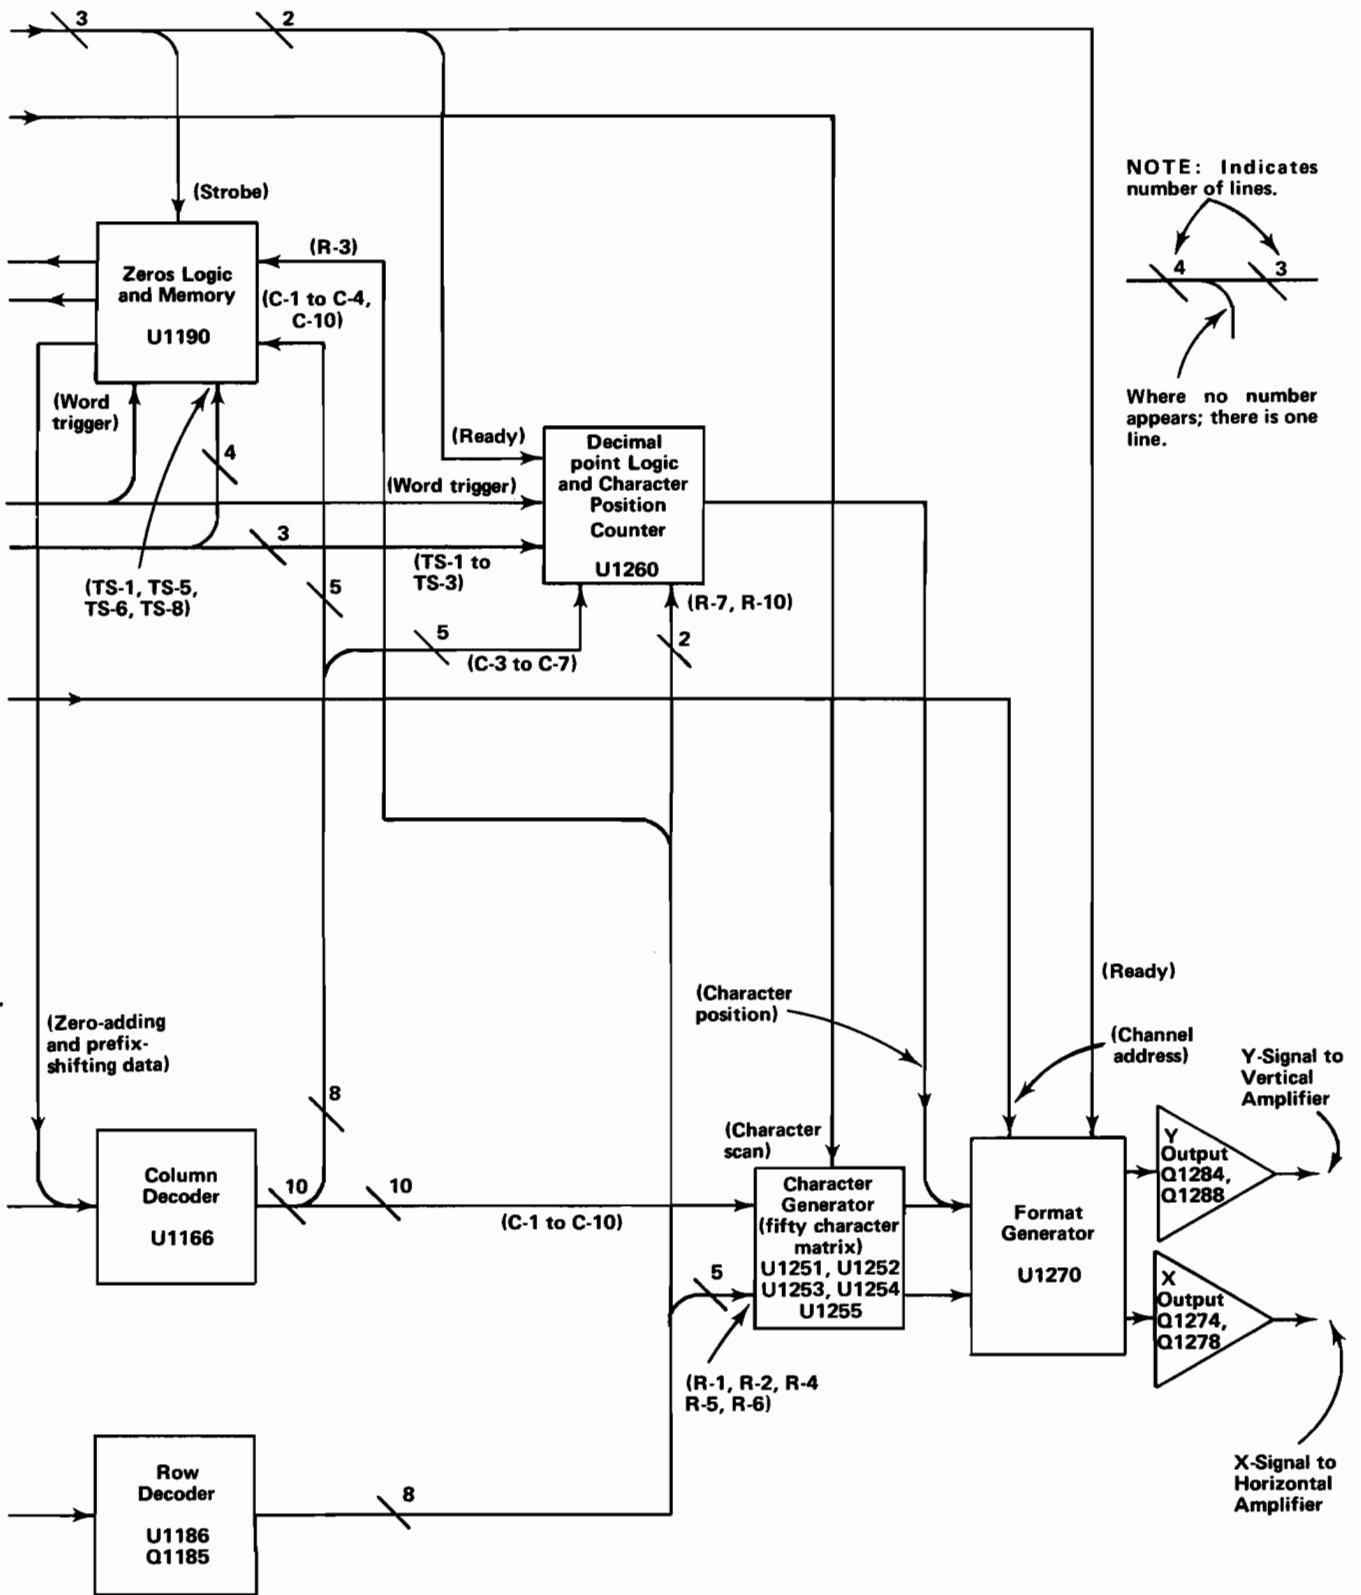 3
2
NOTE: Indicates
number of lines.
4
3
Where no number
appears; there is one
line.
(Strobe)
(R-3)
Zeros Logic
and Memory
U1190
(C-1 to C-4,
C-10)
(Word
trigger)
4
(Ready)
Decimal
point Logic
and Character
Position
Counter
U1260
(Word trigger)
3
(TS-1 to
TS-3)
(TS-1, TS-5,
TS-6, TS-8)
5
(R-7, R-10)
5
2
(C-3 to C-7)
(Ready)
(Character
position)
(Zero-adding
and prefix-
shifting data)
(Channel
address)
Y-Signal to
Vertical
Amplifier
8
(Character
scan)
Y
Output
Q1284,
Q1288
Column
Decoder
U1166
10
10
(C-1 to C-10)
Character
Generator
(fifty character
matrix)
U1251, U1252
U1253, U1254
U1255
Format
Generator
U1270
5
X
Output
Q1274,
Q1278
(R-1, R-2, R-4
R-5, R-6)
X-Signal to
Horizontal
Amplifier
Row
Decoder
U1186
Q1185
8